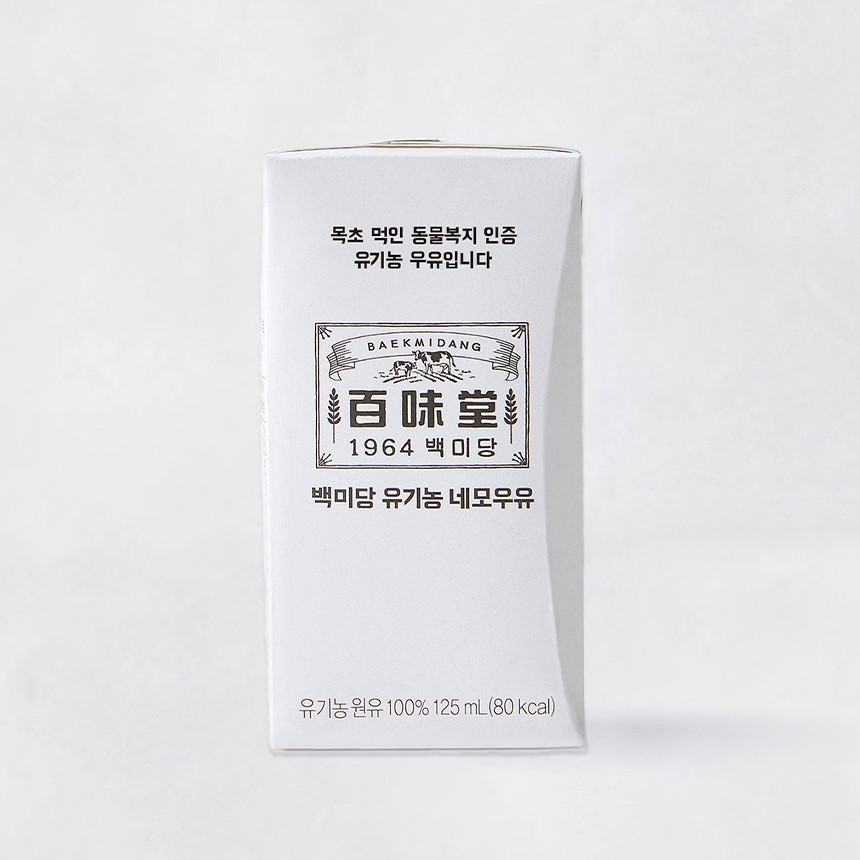 목초 먹인 동물복지 인증
유기농 우유입니다
BAEKMIDANG
百味堂
1964 백미당
백미당 유기농 네모우유
유기농원유 100% 125 mL(80 kcal)